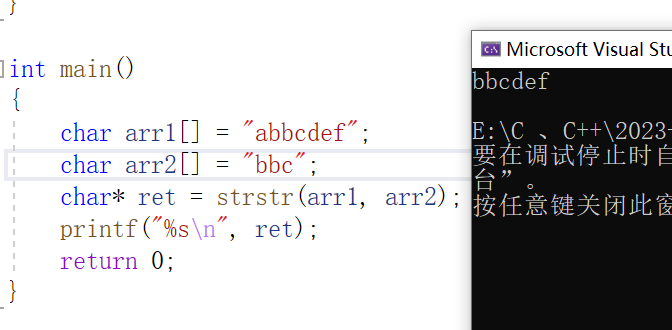 }
int main()
{
char arr1[] = "abbcdef";
char arr2[] = "bbc";
char* ret = strstr(arr1, arr2);
printf("%s\n", ret);
return 0;
}
Microsoft Visual Stu
bbcdef
E:\C 、C++\2023-
要在调试停止时自
台”。
按任意键关闭此窗